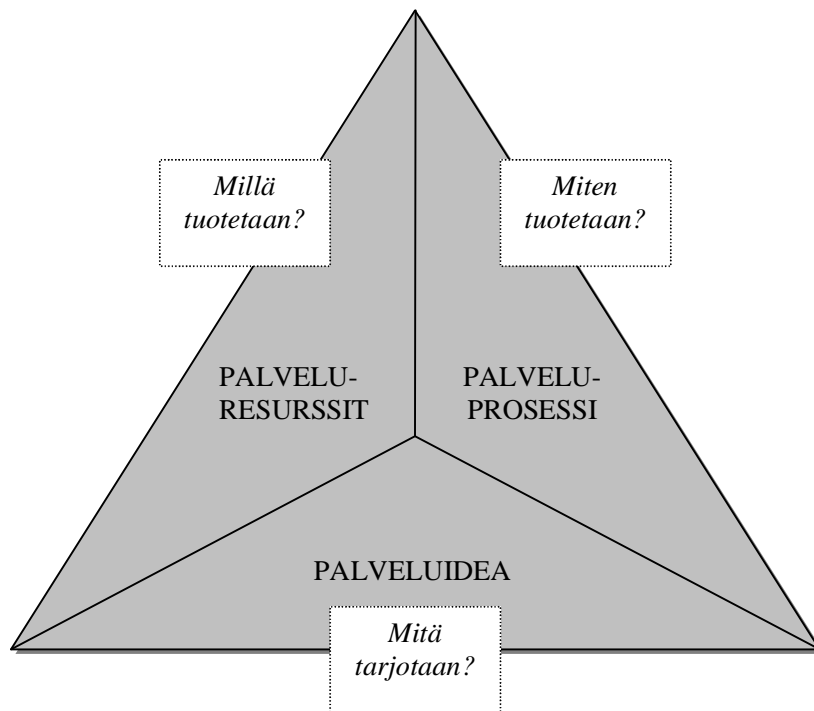 Millä
tuotetaan?
Miten
tuotetaan?
PALVELU-
RESURSSIT
PALVELU-
PROSESSI
PALVELUIDEA
Mitä
tarjotaan?